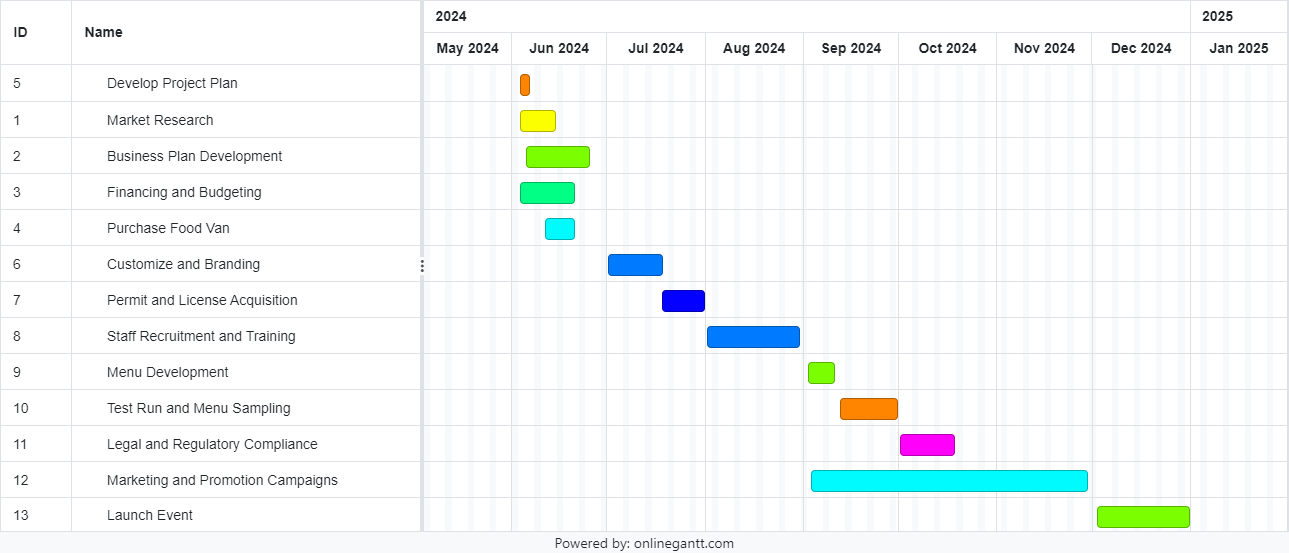 ID Name 2024 2025
May 2024 Jun 2024 Jul 2024 Aug 2024 Sep 2024 Oct 2024 Nov 2024 Dec 2024 Jan 2025
5 Develop Project Plan
1 Market Research
2 Business Plan Development
3 Financing and Budgeting
4 Purchase Food Van
6 Customize and Branding
7 Permit and License Acquisition
8 Staff Recruitment and Training
9 Menu Development
10 Test Run and Menu Sampling
11 Legal and Regulatory Compliance
12 Marketing and Promotion Campaigns
13 Launch Event
Powered by: onlinegantt.com